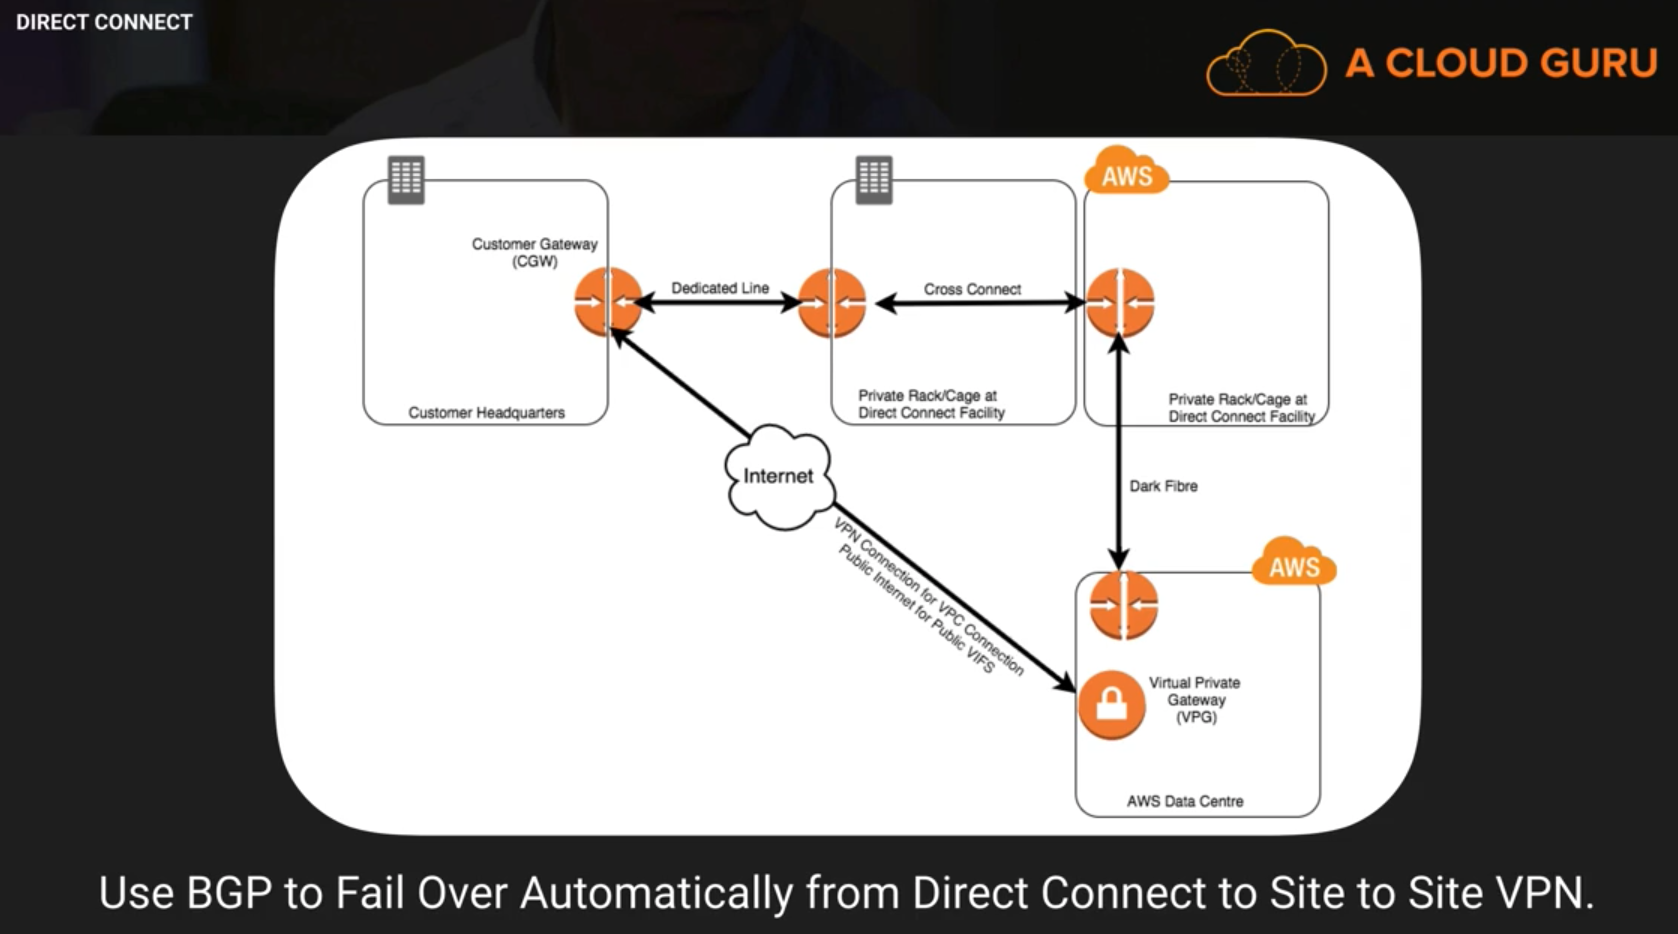 DIRECT CONNECT
A CLOUD GURU
AWS
Customer Gateway
(CGW)
Dedicated Line
Cross Connect
Customer Headquarters
Private Rack/Cage at
Direct Connect Facility
Private Rack/Cage at
Direct Connect Facility
Internet
Dark Fibre
VPN Connection for VPC Connection
Public Internet for Public VIFS
AWS
Virtual Private
Gateway
(VPG)
AWS Data Centre
Use BGP to Fail Over Automatically from Direct Connect to Site to Site VPN.